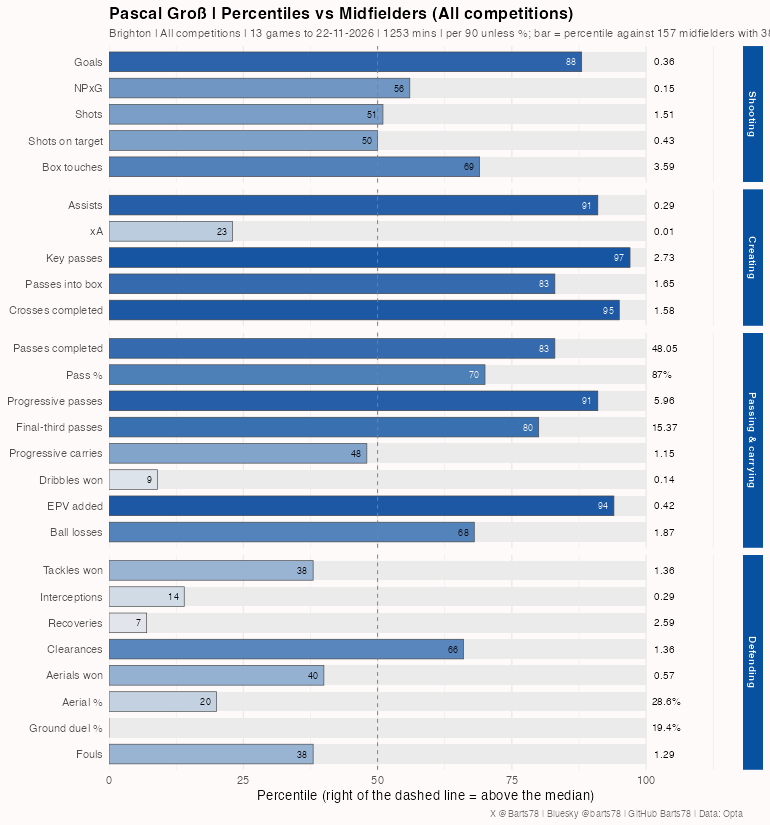 Pascal Groß | Percentiles vs Midfielders (All competitions)
Brighton | All competitions | 13 games to 22-11-2026 | 1253 mins | per 90 unless %; bar = percentile against 157 midfielders with 38
Goals 88 0.36
NPxG 56 0.15
Shots 51 1.51
Shots on target 50 0.43
Box touches 69 3.59
Shooting
Assists 91 0.29
xA 23 0.01
Key passes 97 2.73
Passes into box 83 1.65
Crosses completed 95 1.58
Creating
Passes completed 83 48.05
Pass % 70 87%
Progressive passes 91 5.96
Final-third passes 80 15.37
Progressive carries 48 1.15
Dribbles won 9 0.14
EPV added 94 0.42
Ball losses 68 1.87
Passing & carrying
Tackles won 38 1.36
Interceptions 14 0.29
Recoveries 7 2.59
Clearances 66 1.36
Aerials won 40 0.57
Aerial % 20 28.6%
Ground duel % 19.4%
Fouls 38 1.29
Defending
0 25 50 75 100
Percentile (right of the dashed line = above the median)
X @Barts78 | Bluesky @barts78 | GitHub Barts78 | Data: Opta